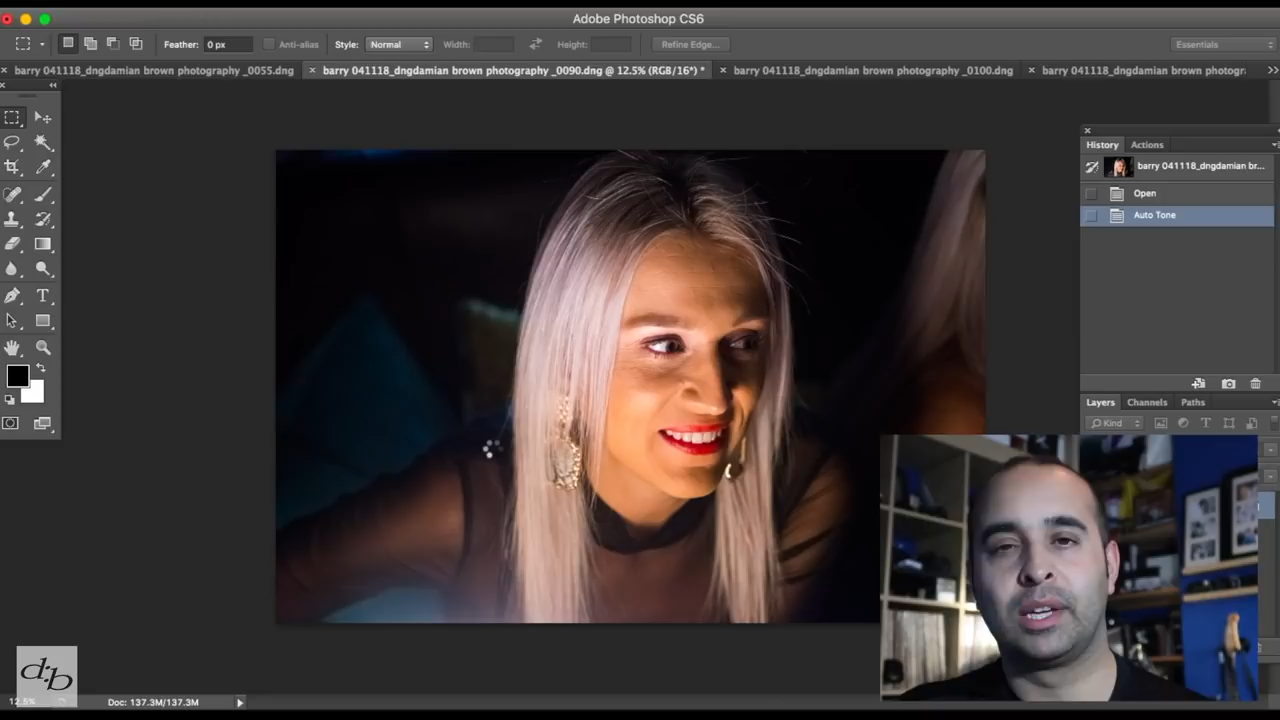 Adobe Photoshop CS6
Feather: 0 px Anti-alias Style: Normal Width: Height: Refine Edge... Essentials
barry 041118_dngdamian brown photography _0055.dng barry 041118_dngdamian brown photography _0090.dng @ 12.5% (RGB/16*) * barry 041118_dngdamian brown photography _0100.dng barry 041118_dngdamian brown photogr
History Actions
barry 041118_dngdamian br...
Open
Auto Tone
Layers Channels Paths
Kind
d:b
12.5% Doc: 137.3M/137.3M